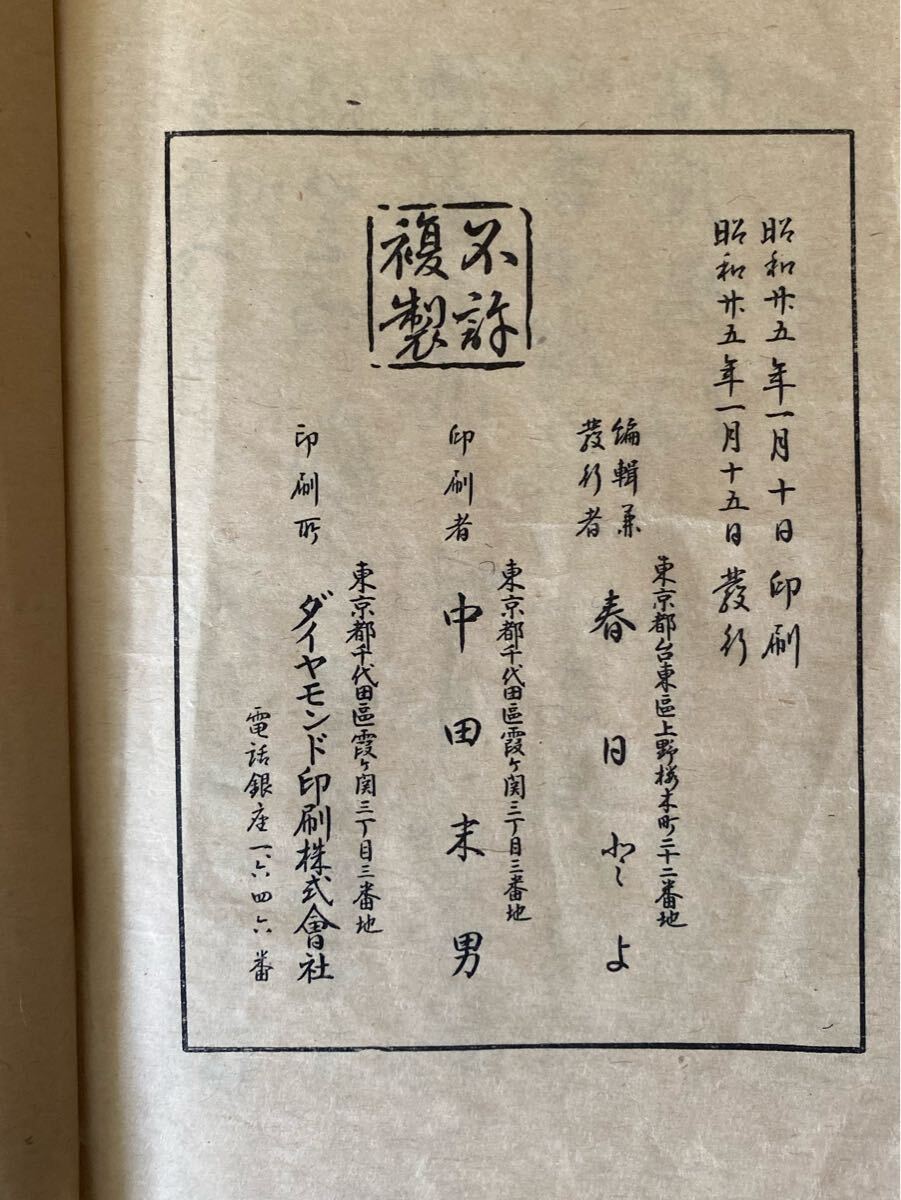 昭和廿五年一月十日印刷
昭和廿五年一月十五日發行
不許
複製
編輯兼
發行者
東京都台東區上野桜木町二十二番地
春日とよ
印刷者
東京都千代田區霞ヶ関三丁目三番地
中田末男
印刷所
東京都千代田區霞ヶ関三丁目三番地
ダイヤモンド印刷株式會社
電話銀座一六四六番